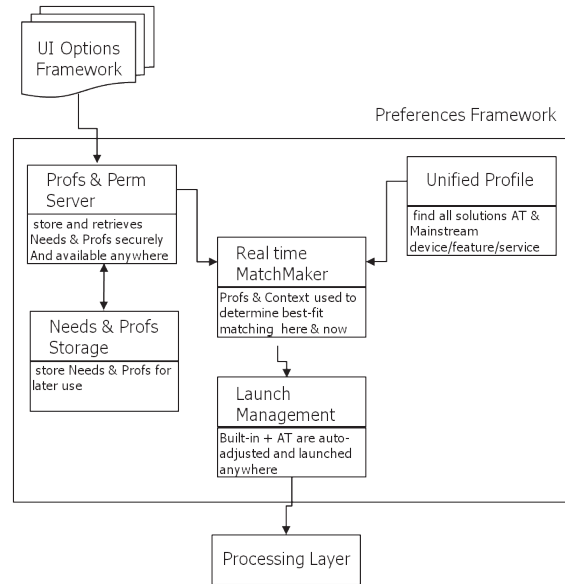 UI Options
Framework
Preferences Framework
Profs & Perm
Server
store and retrieves
Needs & Profs securely
And available anywhere
Unified Profile
find all solutions AT &
Mainstream
device/feature/service
Real time
MatchMaker
Profs & Context used to
determine best-fit
matching here & now
Needs & Profs
Storage
store Needs & Profs for
later use
Launch
Management
Built-in + AT are auto-
adjusted and launched
anywhere
Processing Layer